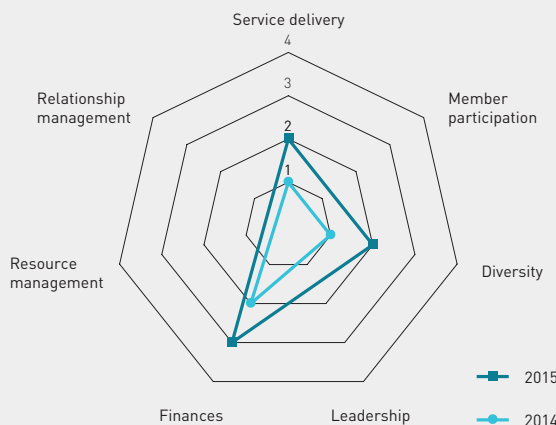 Service delivery
4
3
2
1
Relationship
management
Member
participation
Resource
management
Diversity
Finances
Leadership
2015
2014